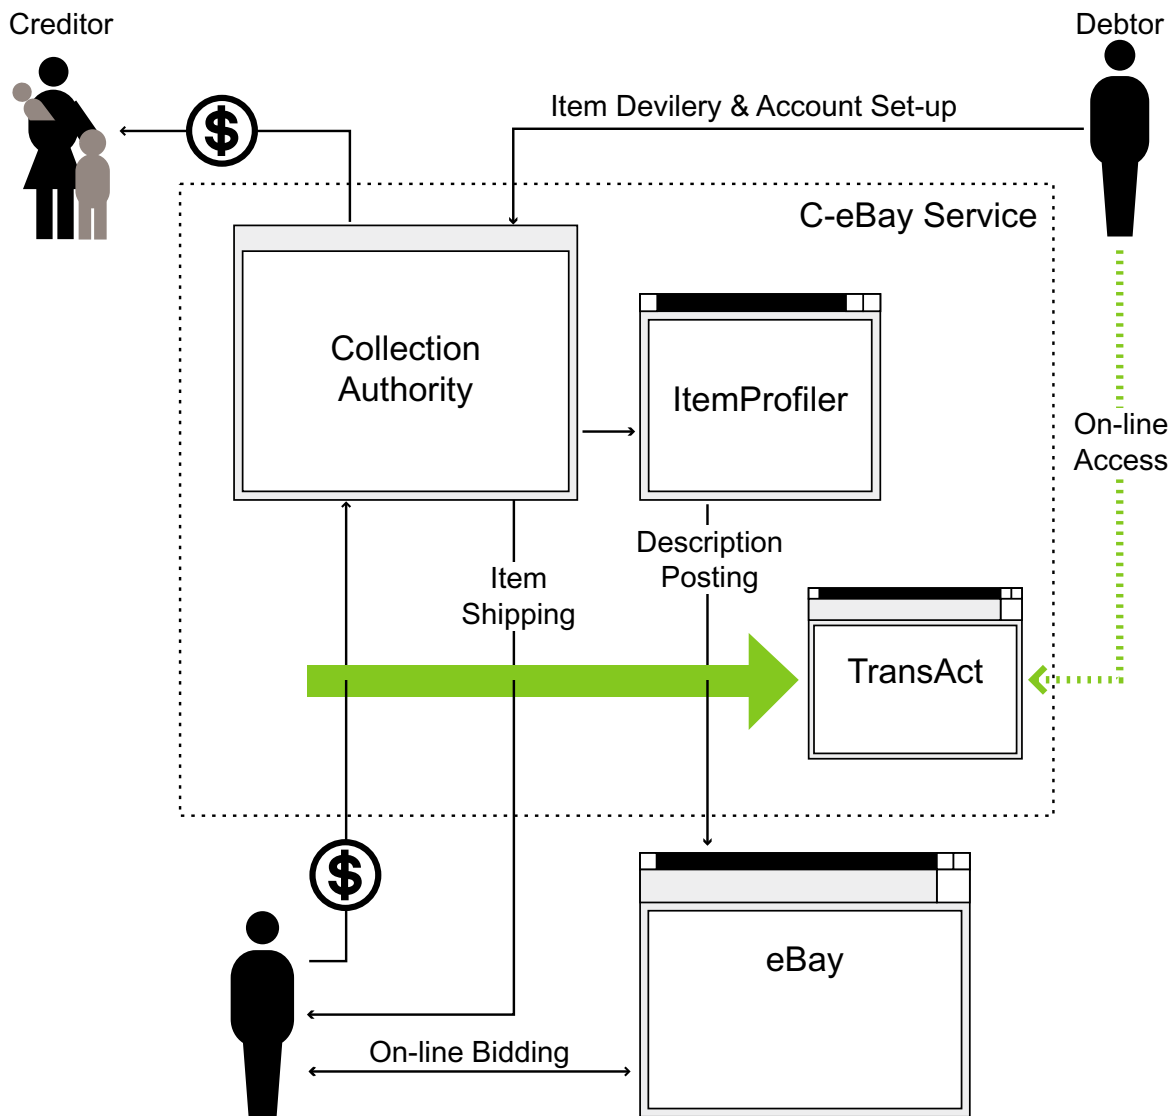 Creditor
Debtor
$
Item Devilery & Account Set-up
C-eBay Service
Collection
Authority
ItemProfiler
On-line
Access
Description
Posting
Item
Shipping
TransAct
$
eBay
On-line Bidding